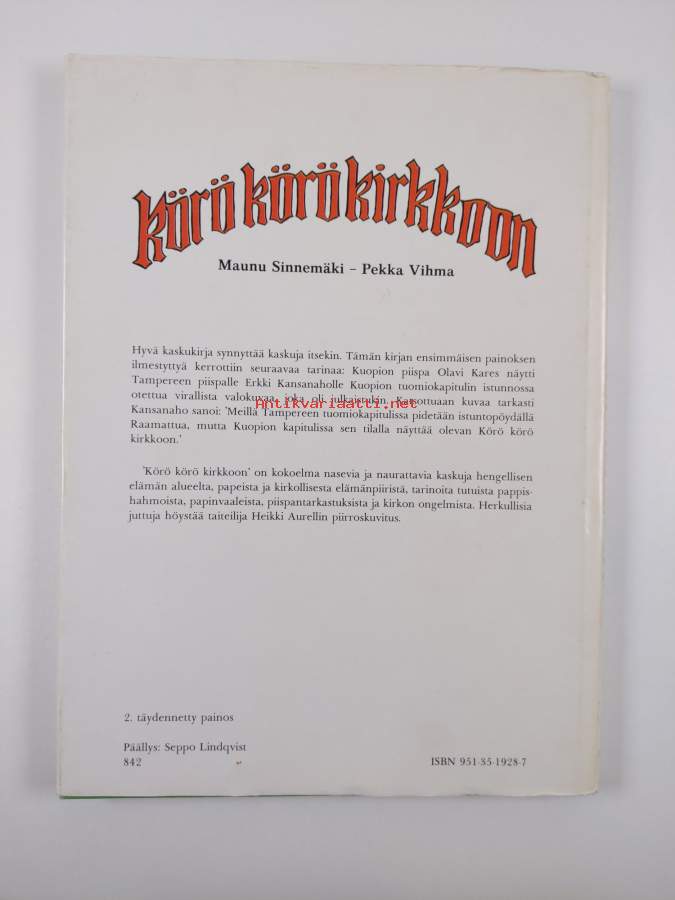 Körö körö kirkkoon
Maunu Sinnemäki – Pekka Vihma
Hyvä kaskukirja synnyttää kaskuja itsekin. Tämän kirjan ensimmäisen painoksen
ilmestyttyä kerrottiin seuraavaa tarinaa: Kuopion piispa Olavi Kares näytti
Tampereen piispalle Erkki Kansanaholle Kuopion tuomiokapitulin istunnossa
otettua virallista valokuvaa, joka oli julkaistukin. Katsottuaan kuvaa tarkasti
antikvariaatti.net
Kansanaho sanoi: 'Meillä Tampereen tuomiokapitulissa pidetään istuntopöydällä
Raamattua, mutta Kuopion kapitulissa sen tilalla näyttää olevan Körö körö
kirkkoon.'
'Körö körö kirkkoon' on kokoelma nasevia ja naurattavia kaskuja hengellisen
elämän alueelta, papeista ja kirkollisesta elämänpiiristä, tarinoita tutuista pappis-
hahmoista, papinvaaleista, piispantarkastuksista ja kirkon ongelmista. Herkullisia
juttuja höystää taiteilija Heikki Aurellin piirroskuvitus.
2. täydennetty painos
Päällys: Seppo Lindqvist
842
ISBN 951-35-1928-7